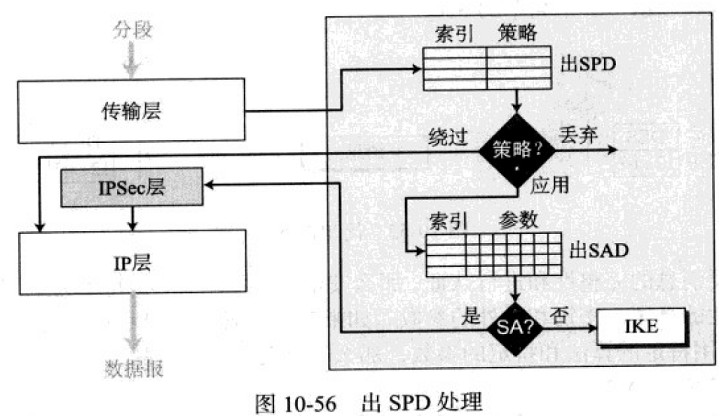 分段
索引 策略
出SPD
传输层
绕过
策略?
丢弃
IPSec层
应用
索引 参数
出SAD
IP层
是
SA?
否
IKE
数据报
图 10-56 出 SPD 处理